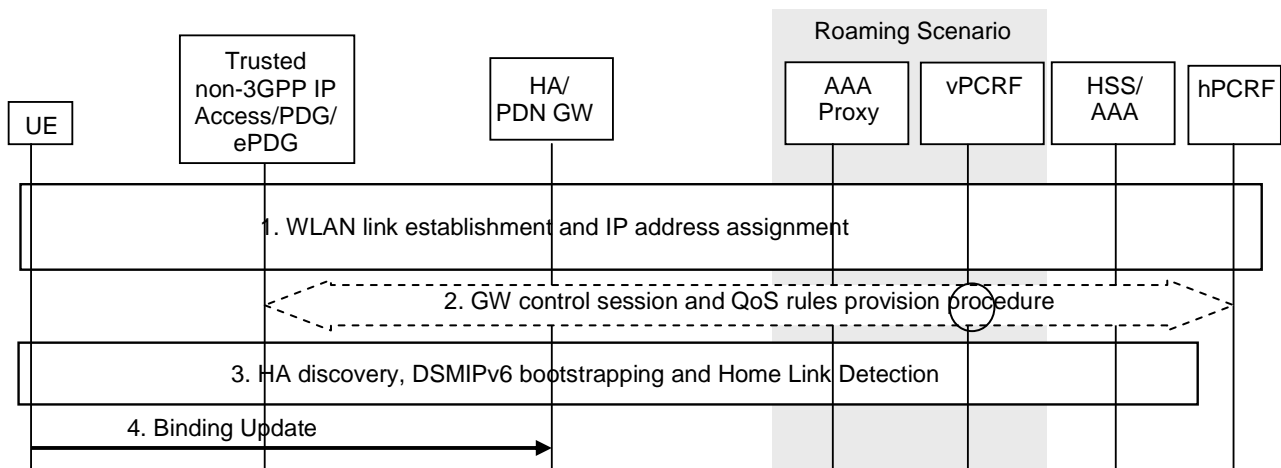 Roaming Scenario
UE
Trusted
non-3GPP IP
Access/PDG/
ePDG
HA/
PDN GW
AAA
Proxy
vPCRF
HSS/
AAA
hPCRF
1. WLAN link establishment and IP address assignment
2. GW control session and QoS rules provision procedure
3. HA discovery, DSMIPv6 bootstrapping and Home Link Detection
4. Binding Update